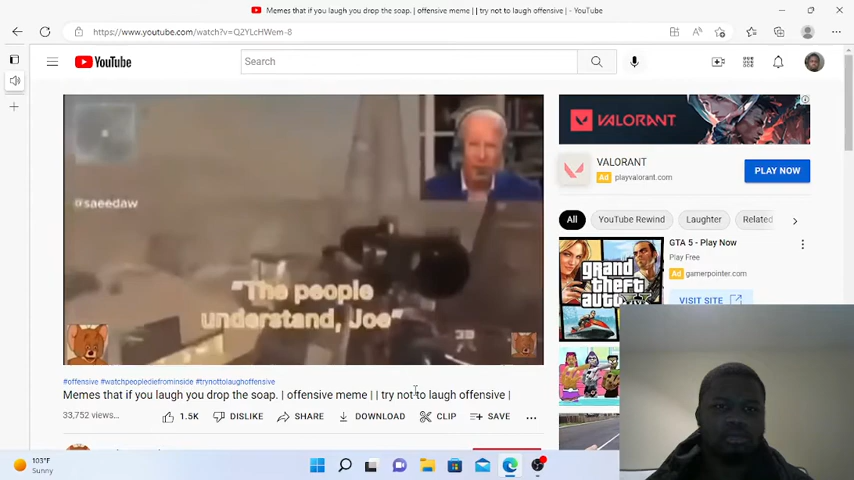 Memes that if you laugh you drop the soap. | offensive meme | | try not to laugh offensive | - YouTube
https://www.youtube.com/watch?v=Q2YLcHWem-8
YouTube
Search
VALORANT
VALORANT
Ad playvalorant.com
PLAY NOW
@saeedaw
"The people
understand, Joe"
All
YouTube Rewind
Laughter
Related
GTA 5 - Play Now
Play Free
Ad gamerpointer.com
VISIT SITE
grand
theft
auto
#offensive #watchpeoplediefrominside #trynottolaughoffensive
Memes that if you laugh you drop the soap. | offensive meme | | try not to laugh offensive |
33,752 views...
1.5K
DISLIKE
SHARE
DOWNLOAD
CLIP
SAVE
103°F
Sunny